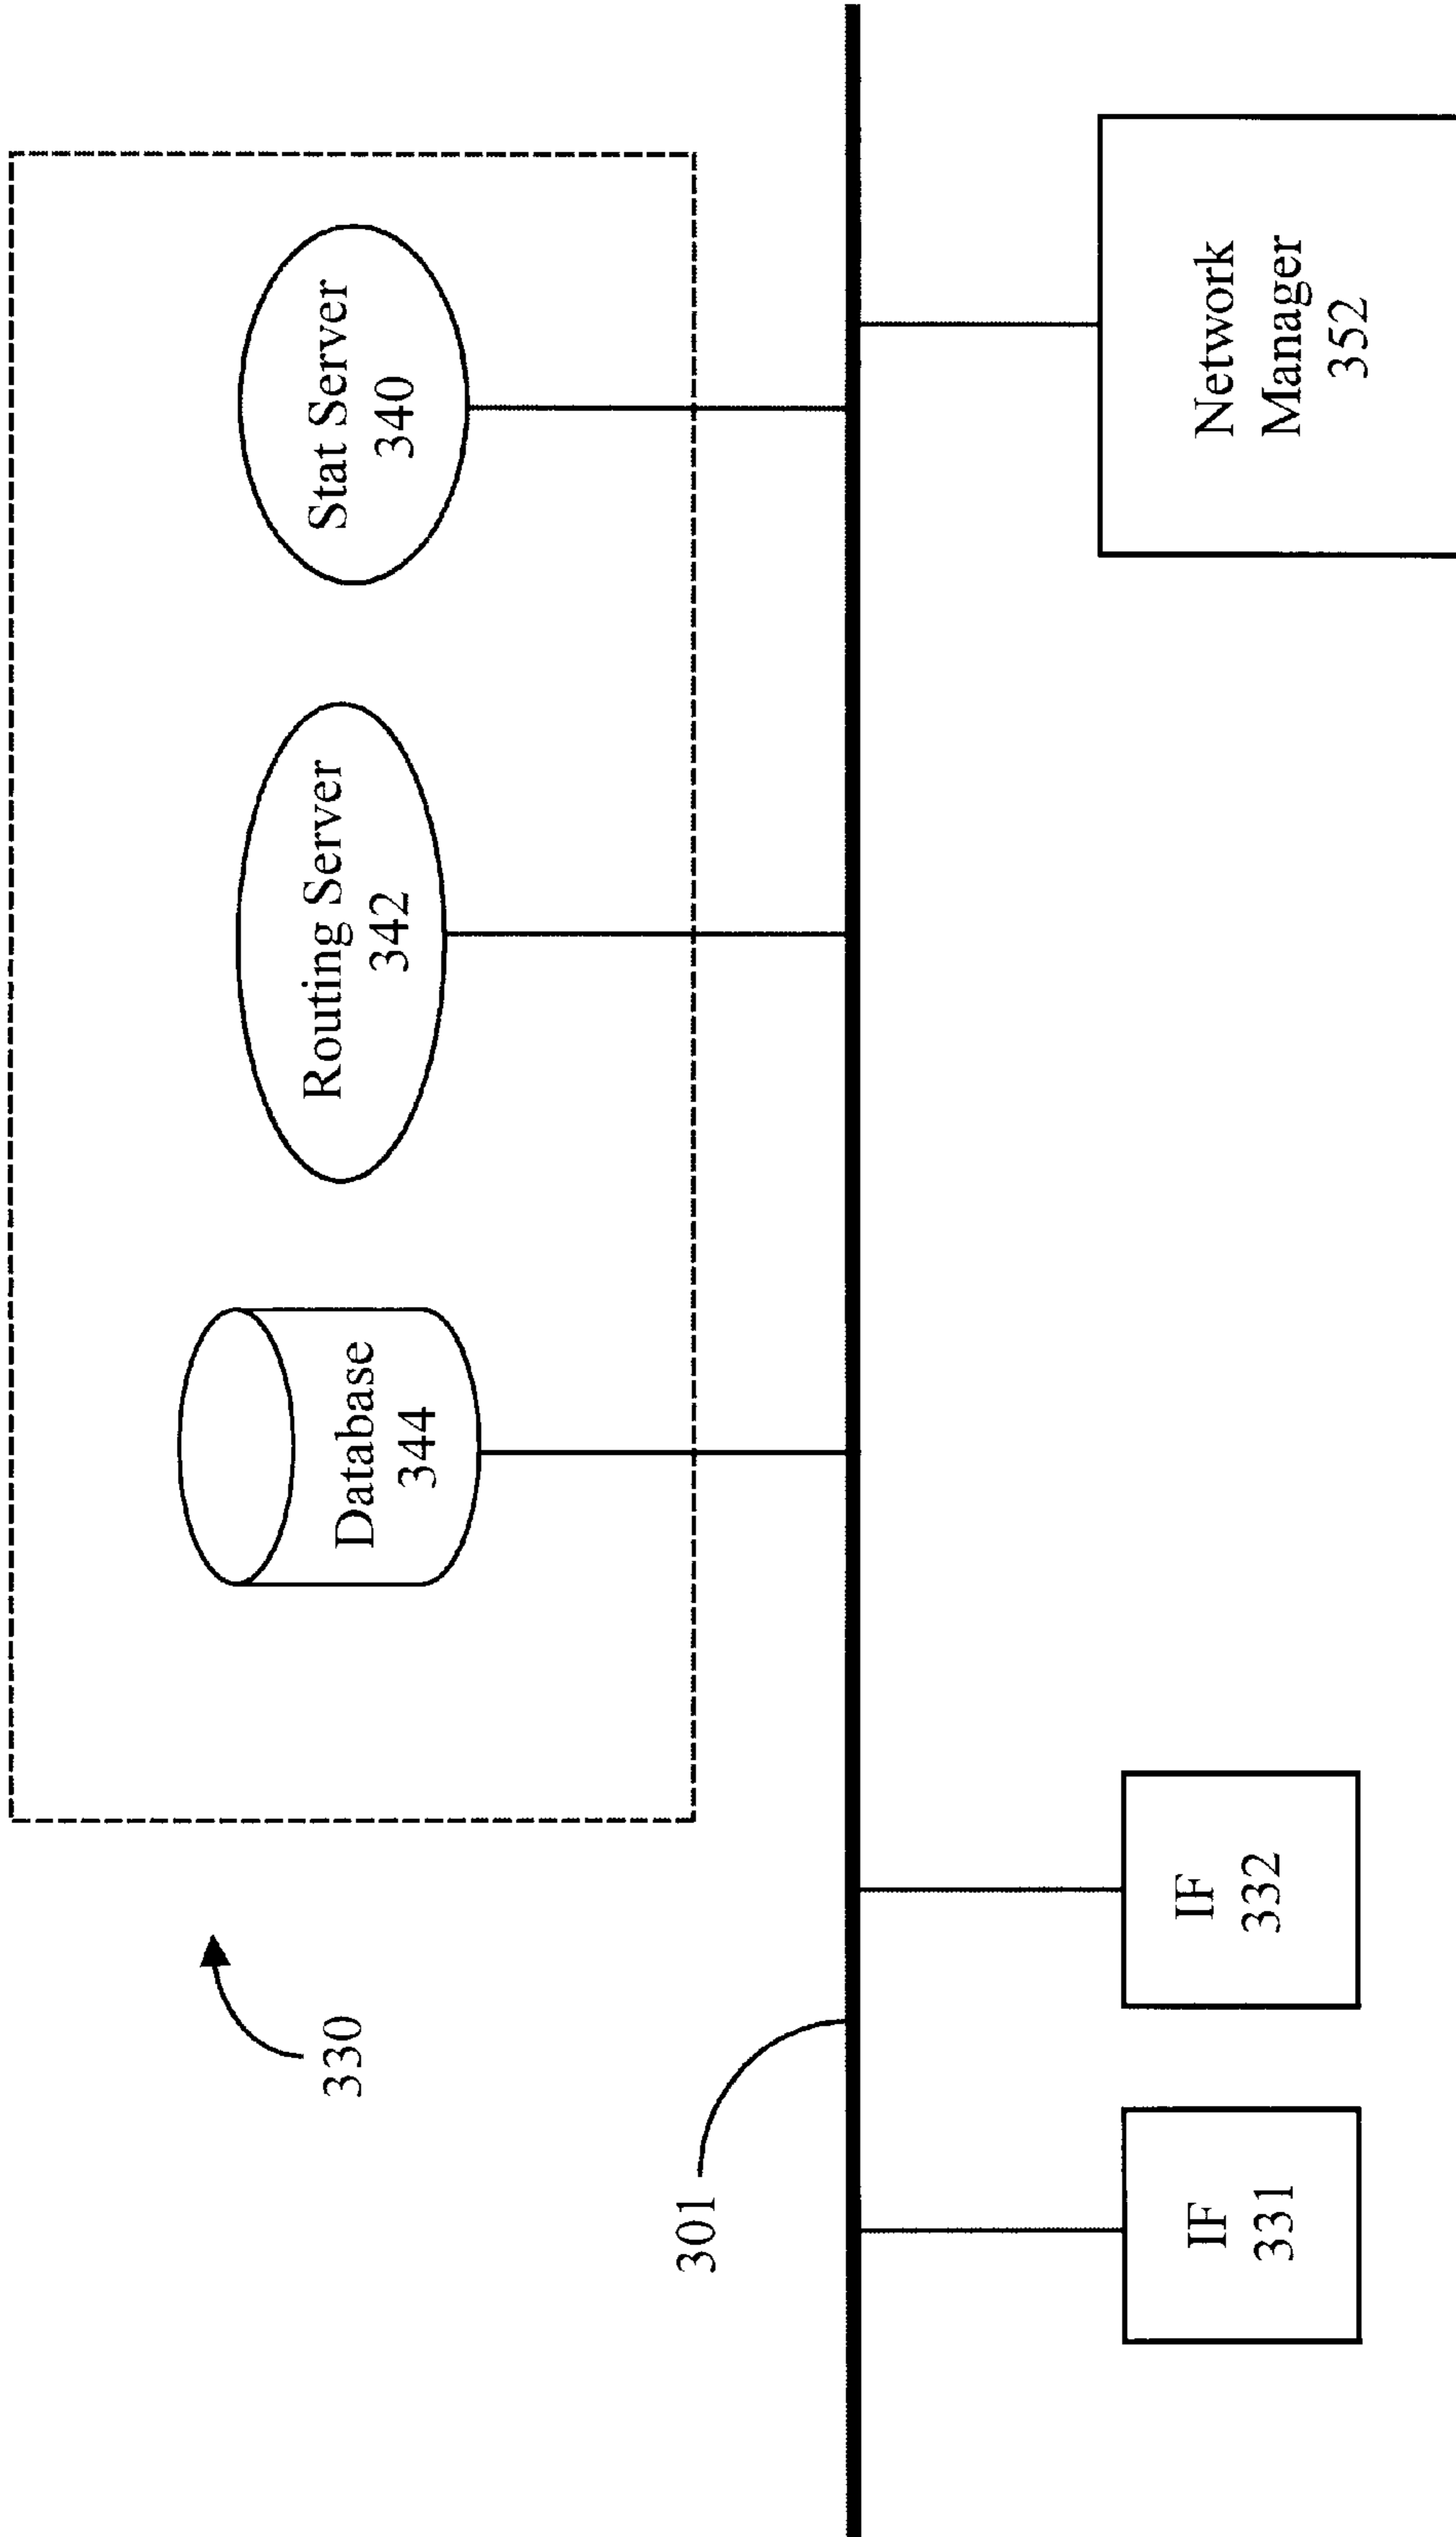 330
Database
344
Routing Server
342
Stat Server
340
301
IF
331
IF
332
Network
Manager
352